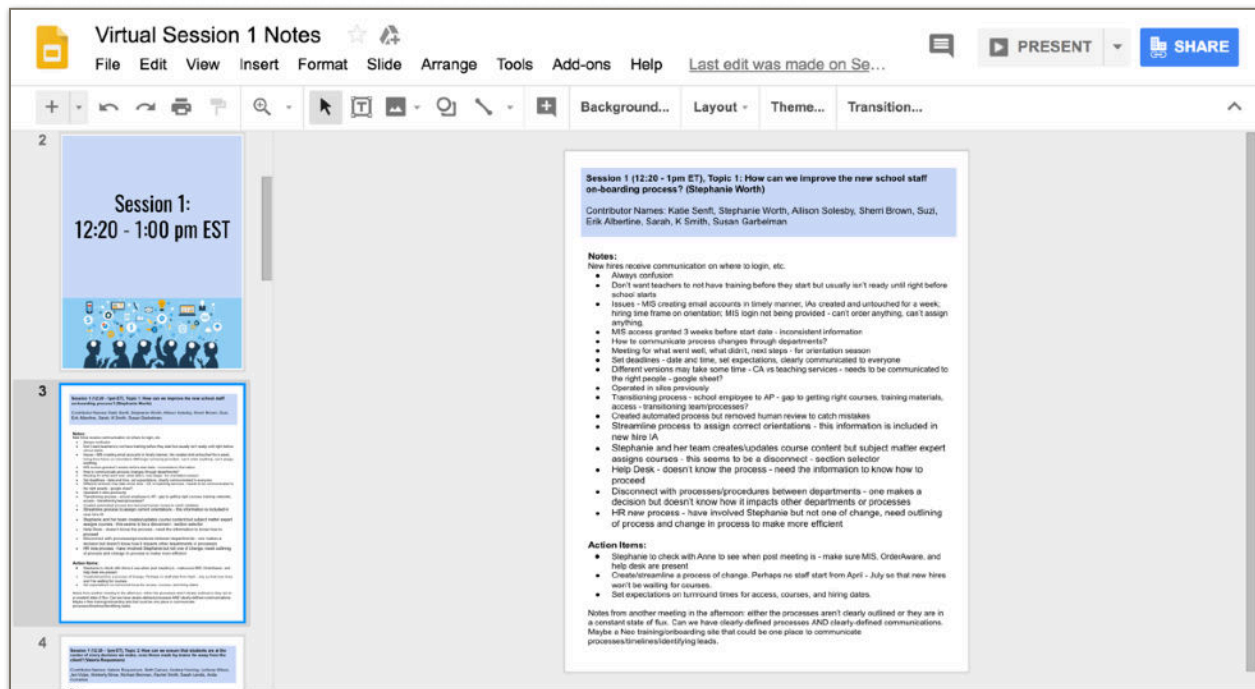 Virtual Session 1 Notes
File Edit View Insert Format Slide Arrange Tools Add-ons Help Last edit was made on Se...
PRESENT
SHARE
Background... Layout Theme... Transition...
2
Session 1:
12:20 - 1:00 pm EST
3
4
Session 1 (12:20 - 1pm ET), Topic 1: How can we improve the new school staff
on-boarding process? (Stephanie Worth)
Contributor Names: Katie Senft, Stephanie Worth, Allison Solesby, Sherri Brown, Suzi,
Erik Albertine, Sarah, K Smith, Susan Garbelman
Notes:
New hires receive communication on where to login, etc.
● Always confusion
● Don't want teachers to not have training before they start but usually isn't ready until right before
school starts
● Issues - MIS creating email accounts in timely manner, IAs created and untouched for a week;
hiring time frame on orientation; MIS login not being provided - can't order anything, can't assign
anything.
● MIS access granted 3 weeks before start date - inconsistent information
● How to communicate process changes through departments?
● Meeting for what went well, what didn't, next steps - for orientation season
● Set deadlines - date and time, set expectations, clearly communicated to everyone
● Different versions may take some time - CA vs teaching services - needs to be communicated to
the right people - google sheet?
● Operated in silos previously
● Transitioning process - school employee to AP - gap to getting right courses, training materials,
access - transitioning team/processes?
● Created automated process but removed human review to catch mistakes
● Streamline process to assign correct orientations - this information is included in
new hire IA
● Stephanie and her team creates/updates course content but subject matter expert
assigns courses - this seems to be a disconnect - section selector
● Help Desk - doesn't know the process - need the information to know how to
proceed
● Disconnect with processes/procedures between departments - one makes a
decision but doesn't know how it impacts other departments or processes
● HR new process - have involved Stephanie but not one of change, need outlining
of process and change in process to make more efficient
Action Items:
● Stephanie to check with Anne to see when post meeting is - make sure MIS, OrderAware, and
help desk are present
● Create/streamline a process of change. Perhaps no staff start from April - July so that new hires
won't be waiting for courses.
● Set expectations on turnround times for access, courses, and hiring dates.
Notes from another meeting in the afternoon: either the processes aren't clearly outlined or they are in
a constant state of flux. Can we have clearly-defined processes AND clearly-defined communications.
Maybe a Neo training/onboarding site that could be one place to communicate
processes/timelines/identifying leads.